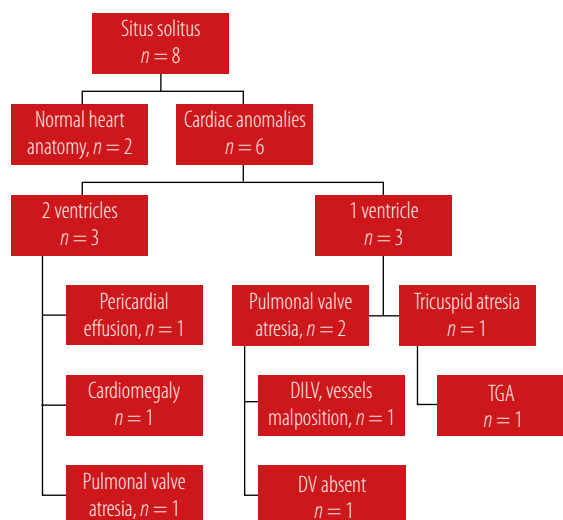 Situs solitus
n = 8
Normal heart
anatomy, n = 2
Cardiac anomalies
n = 6
2 ventricles
n = 3
1 ventricle
n = 3
Pericardial
effusion, n = 1
Pulmonal valve
atresia, n = 2
Tricuspid atresia
n = 1
Cardiomegaly
n = 1
DILV, vessels
malposition, n = 1
TGA
n = 1
Pulmonal valve
atresia, n = 1
DV absent
n = 1